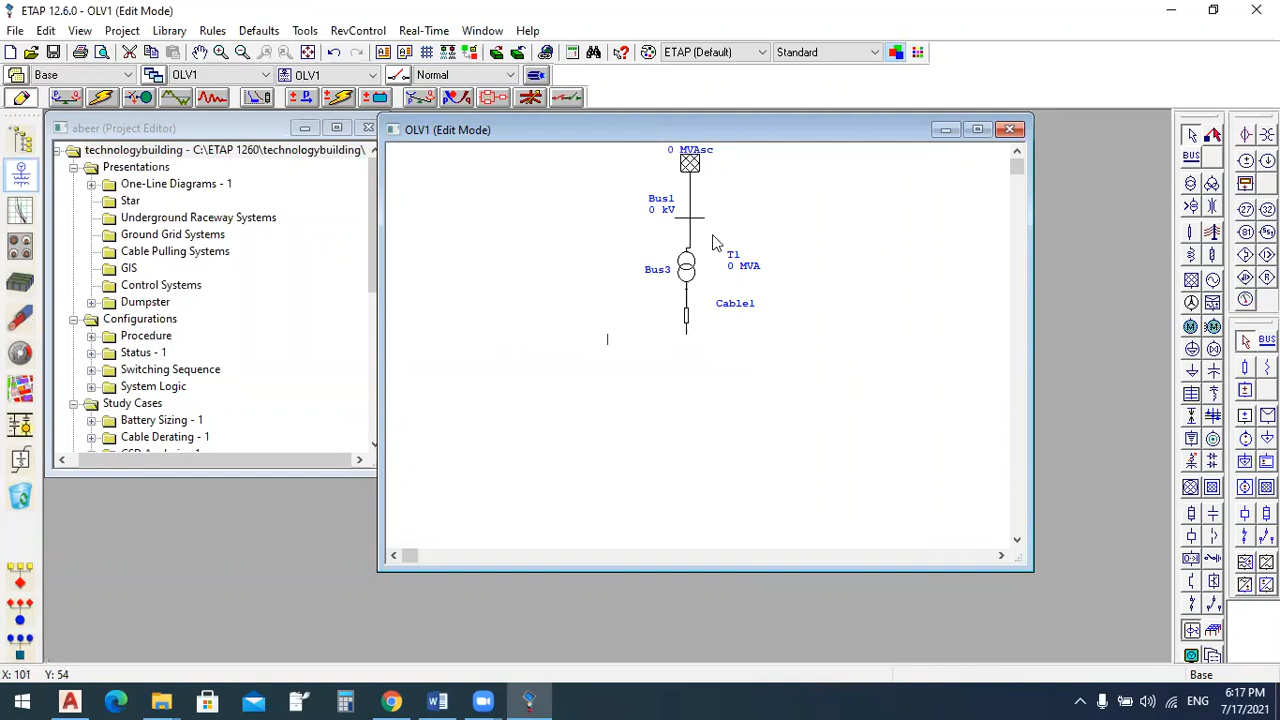 ETAP 12.6.0 - OLV1 (Edit Mode)
File Edit View Project Library Rules Defaults Tools RevControl Real-Time Window Help
ETAP (Default) Standard
Base OLV1 OLV1 Normal
abeer (Project Editor)
technologybuilding - C:\ETAP 1260\technologybuilding\
Presentations
One-Line Diagrams - 1
Star
Underground Raceway Systems
Ground Grid Systems
Cable Pulling Systems
GIS
Control Systems
Dumpster
Configurations
Procedure
Status - 1
Switching Sequence
System Logic
Study Cases
Battery Sizing - 1
Cable Derating - 1
OLV1 (Edit Mode)
0 MVAsc
Bus1
0 kV
T1
0 MVA
Bus3
Cable1
BUS
BUS
X: 101 Y: 54
Base
ENG
6:17 PM
7/17/2021